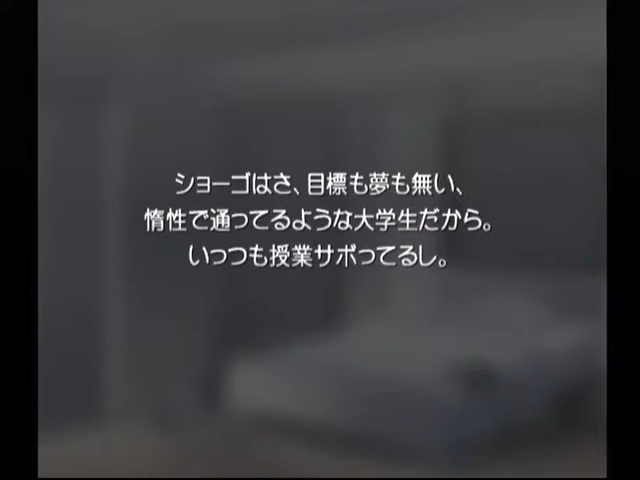 ショーゴはさ、目標も夢も無い、
惰性で通ってるような大学生だから。
いっつも授業サボってるし。